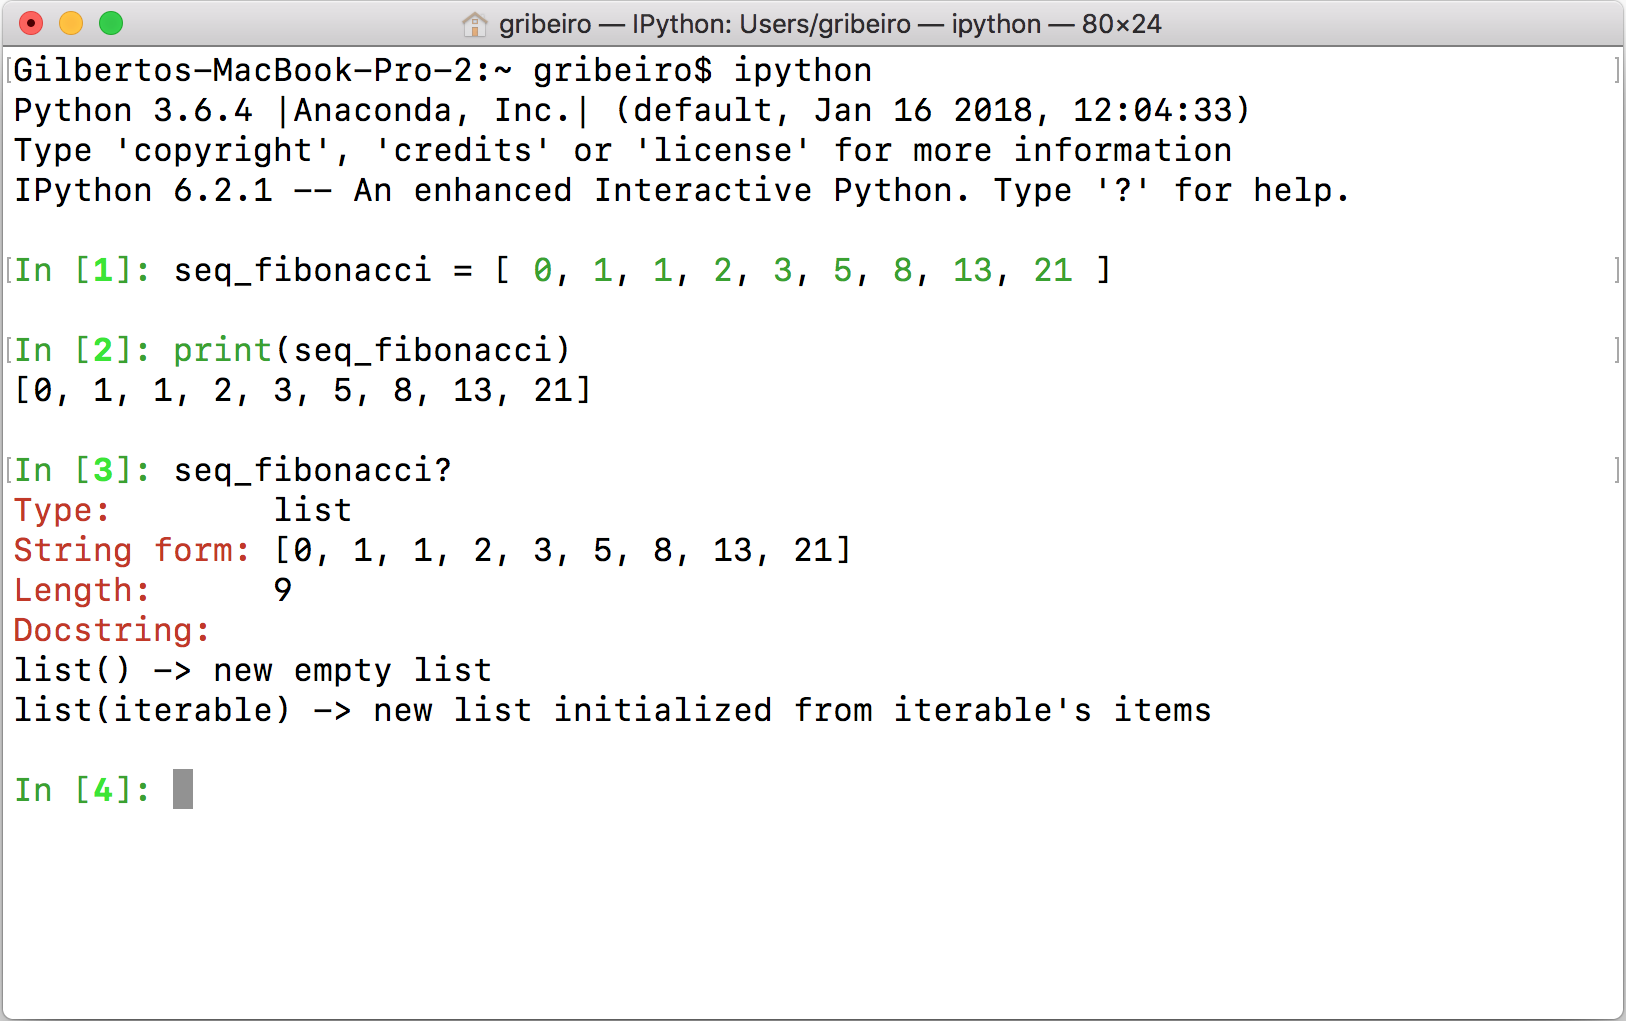 gribeiro — IPython: Users/gribeiro — ipython — 80×24
Gilbertos-MacBook-Pro-2:~ gribeiro$ ipython
Python 3.6.4 |Anaconda, Inc.| (default, Jan 16 2018, 12:04:33)
Type 'copyright', 'credits' or 'license' for more information
IPython 6.2.1 -- An enhanced Interactive Python. Type '?' for help.
In [1]: seq_fibonacci = [ 0, 1, 1, 2, 3, 5, 8, 13, 21 ]
In [2]: print(seq_fibonacci)
[0, 1, 1, 2, 3, 5, 8, 13, 21]
In [3]: seq_fibonacci?
Type:        list
String form: [0, 1, 1, 2, 3, 5, 8, 13, 21]
Length:      9
Docstring:
list() -> new empty list
list(iterable) -> new list initialized from iterable's items
In [4]: